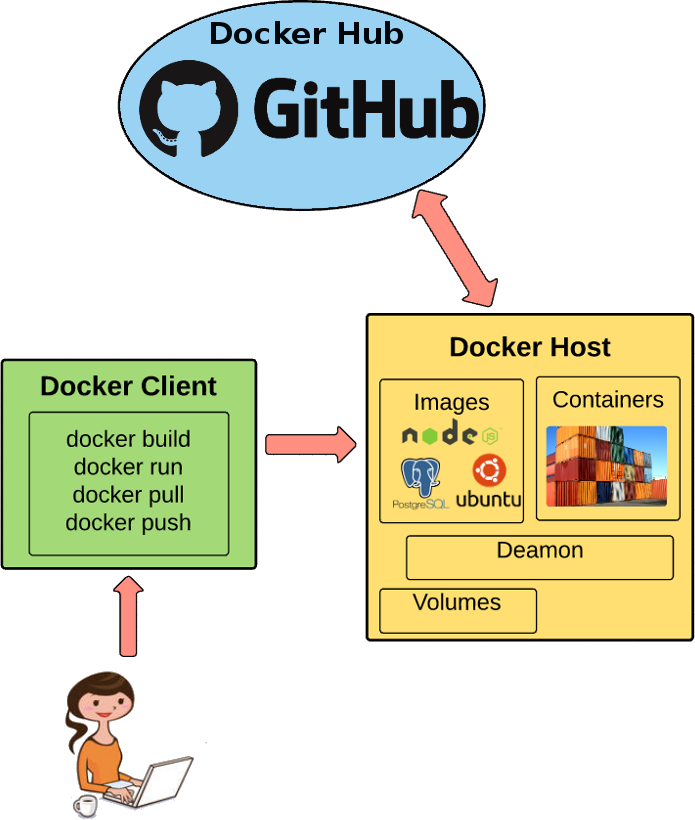 Docker Hub
GitHub
Docker Host
Docker Client
docker build
docker run
docker pull
docker push
Images
node
JS
PostgreSQL
ubuntu
Containers
Deamon
Volumes